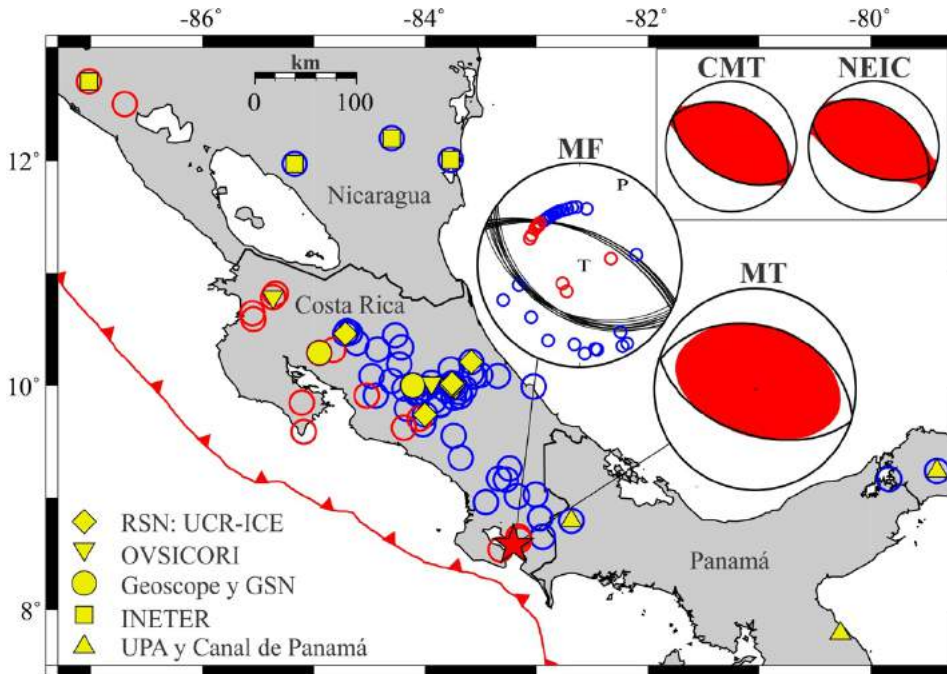 -86° -84° -82° -80°
km
0 100
CMT NEIC
12°
MF
P
Nicaragua
T
MT
Costa Rica
10°
RSN: UCR-ICE
OVSICORI
Geoscope y GSN
Panamá
INETER
8°
UPA y Canal de Panamá